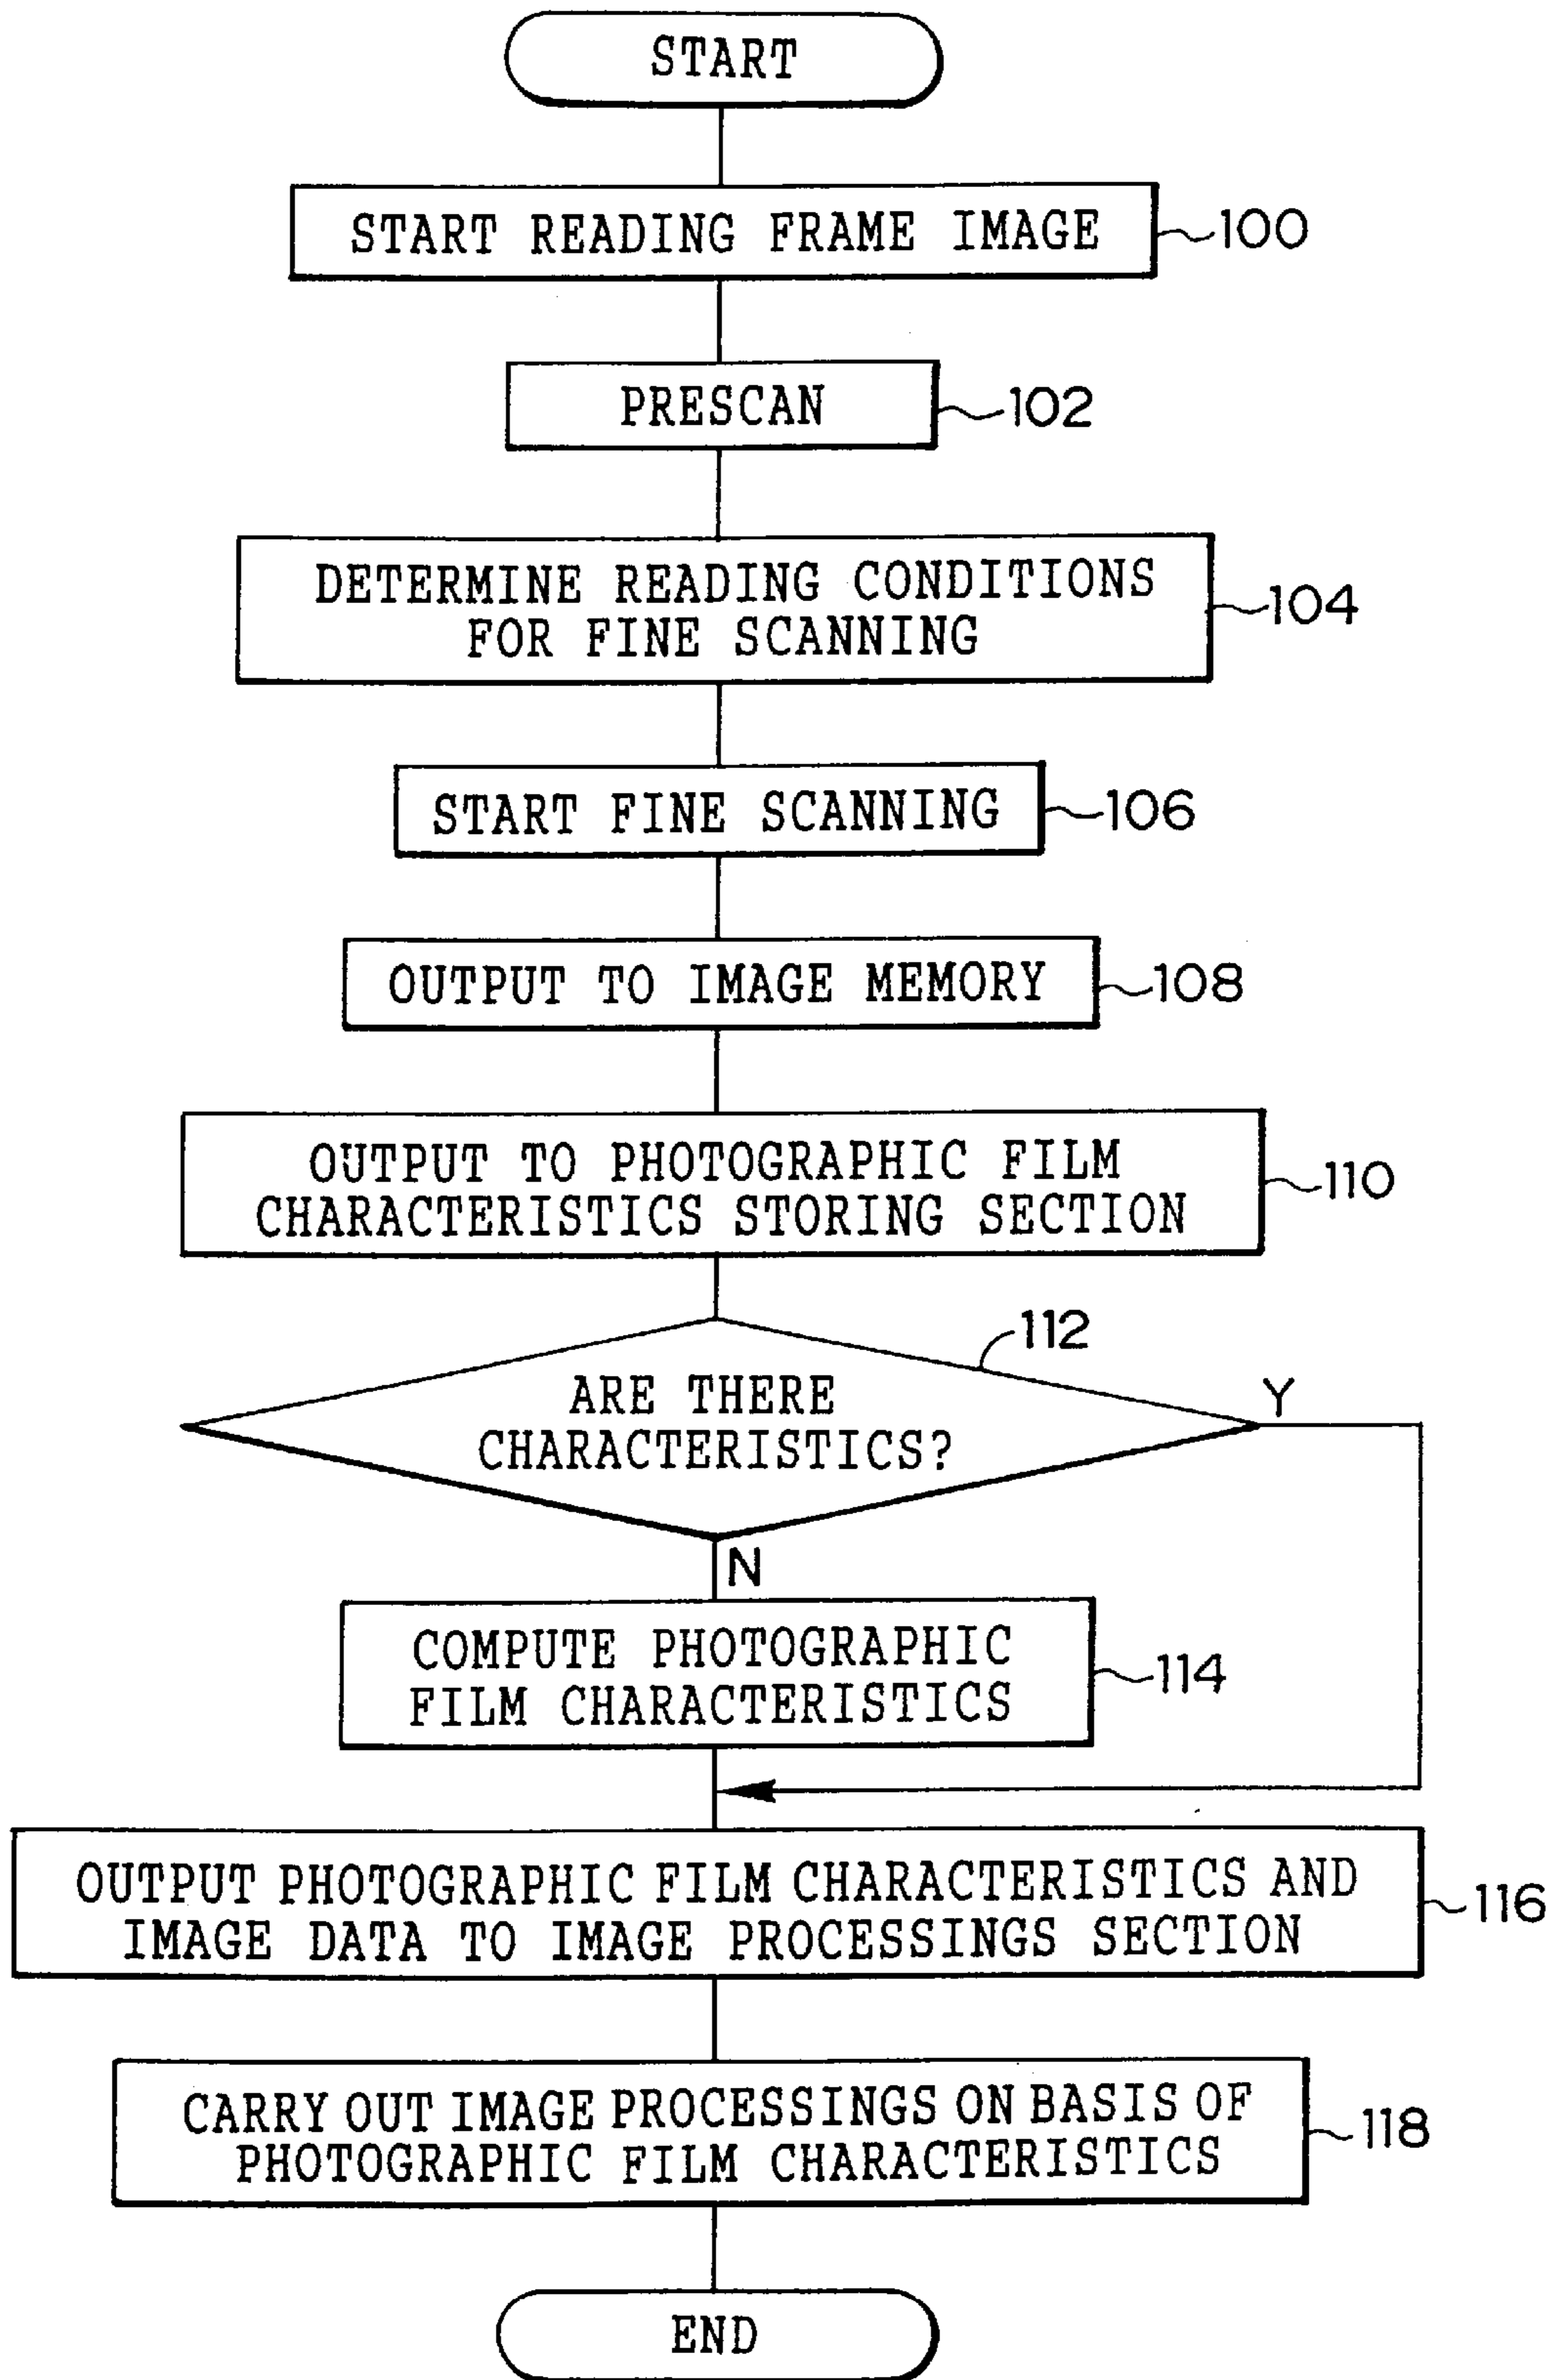 START
START READING FRAME IMAGE
100
PRESCAN
102
DETERMINE READING CONDITIONS
FOR FINE SCANNING
104
START FINE SCANNING
106
OUTPUT TO IMAGE MEMORY
108
OUTPUT TO PHOTOGRAPHIC FILM
CHARACTERISTICS STORING SECTION
110
112
ARE THERE
CHARACTERISTICS?
Y
N
COMPUTE PHOTOGRAPHIC
FILM CHARACTERISTICS
114
OUTPUT PHOTOGRAPHIC FILM CHARACTERISTICS AND
IMAGE DATA TO IMAGE PROCESSINGS SECTION
116
CARRY OUT IMAGE PROCESSINGS ON BASIS OF
PHOTOGRAPHIC FILM CHARACTERISTICS
118
END